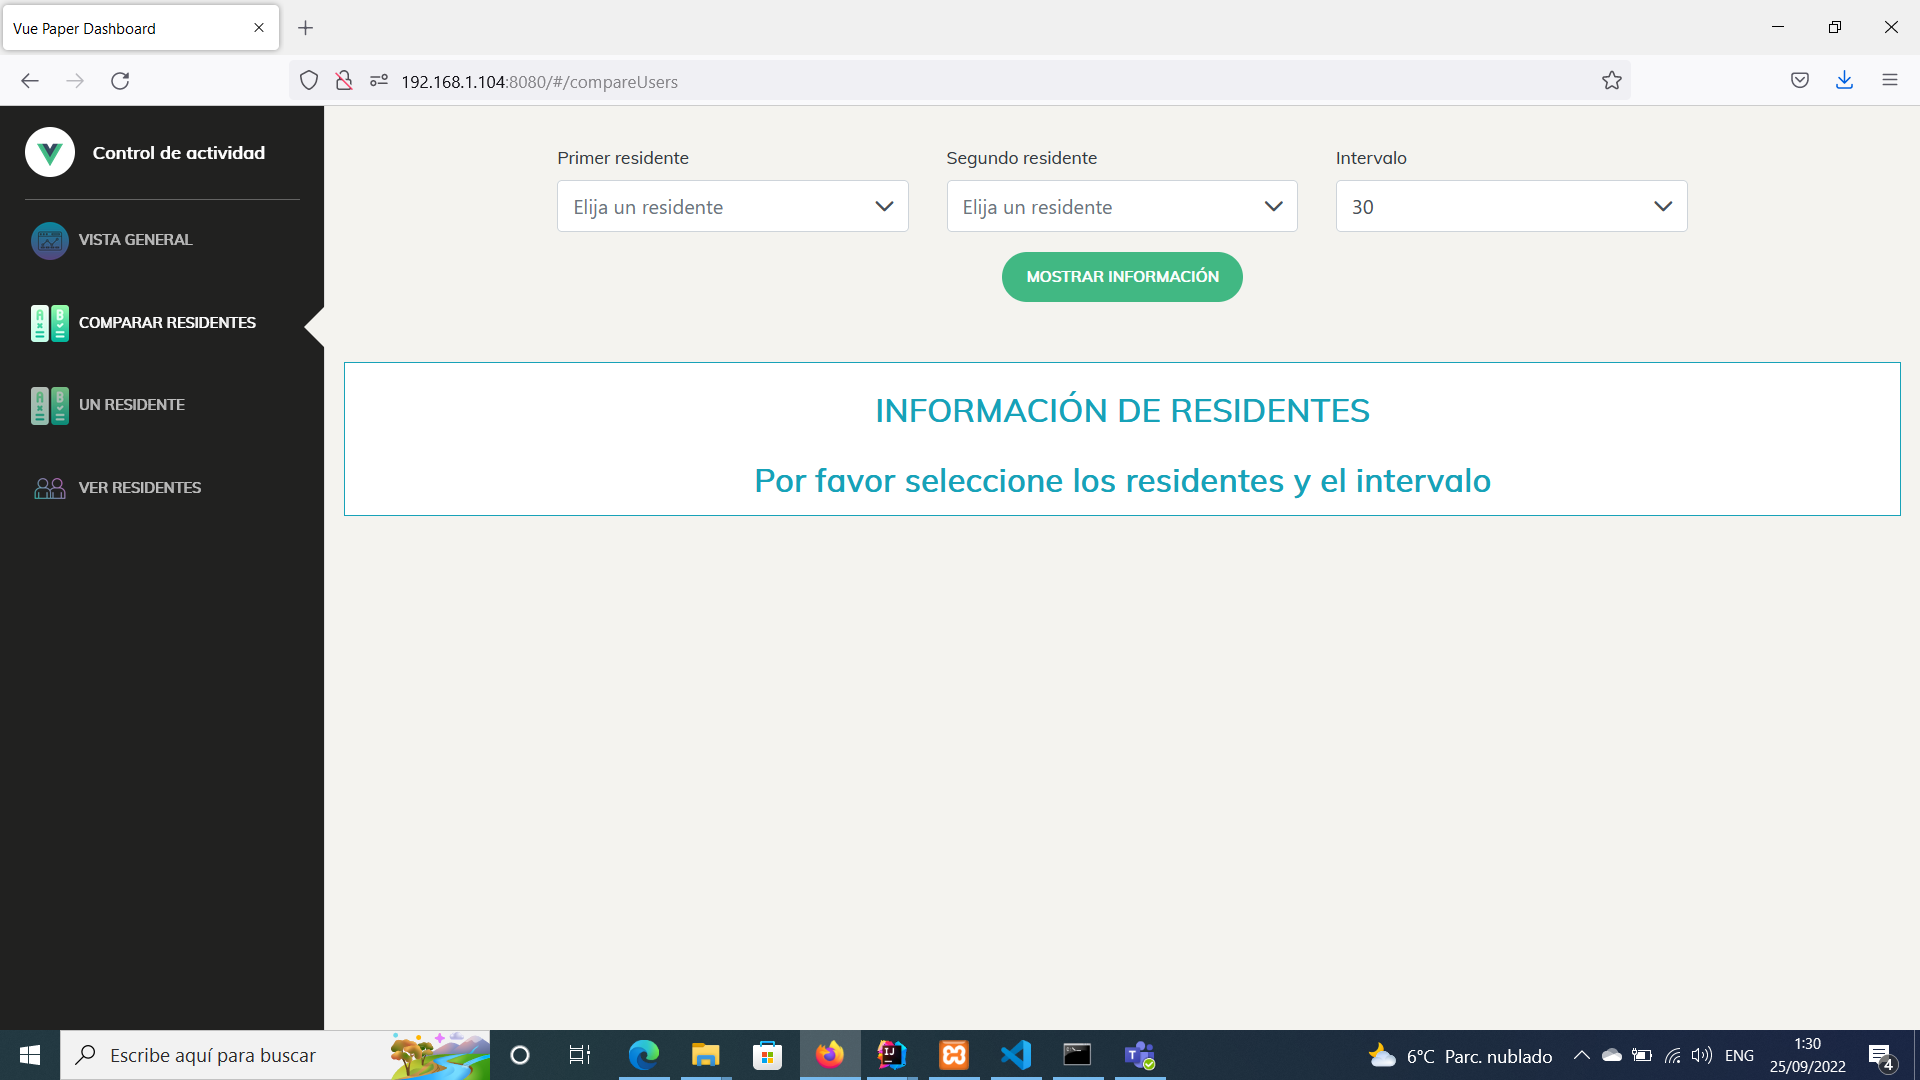 Vue Paper Dashboard
192.168.1.104:8080/#/compareUsers
Control de actividad
VISTA GENERAL
COMPARAR RESIDENTES
UN RESIDENTE
VER RESIDENTES
Primer residente
Segundo residente
Intervalo
Elija un residente
Elija un residente
30
MOSTRAR INFORMACIÓN
INFORMACIÓN DE RESIDENTES
Por favor seleccione los residentes y el intervalo
Escribe aquí para buscar
6°C Parc. nublado
ENG
1:30
25/09/2022
4